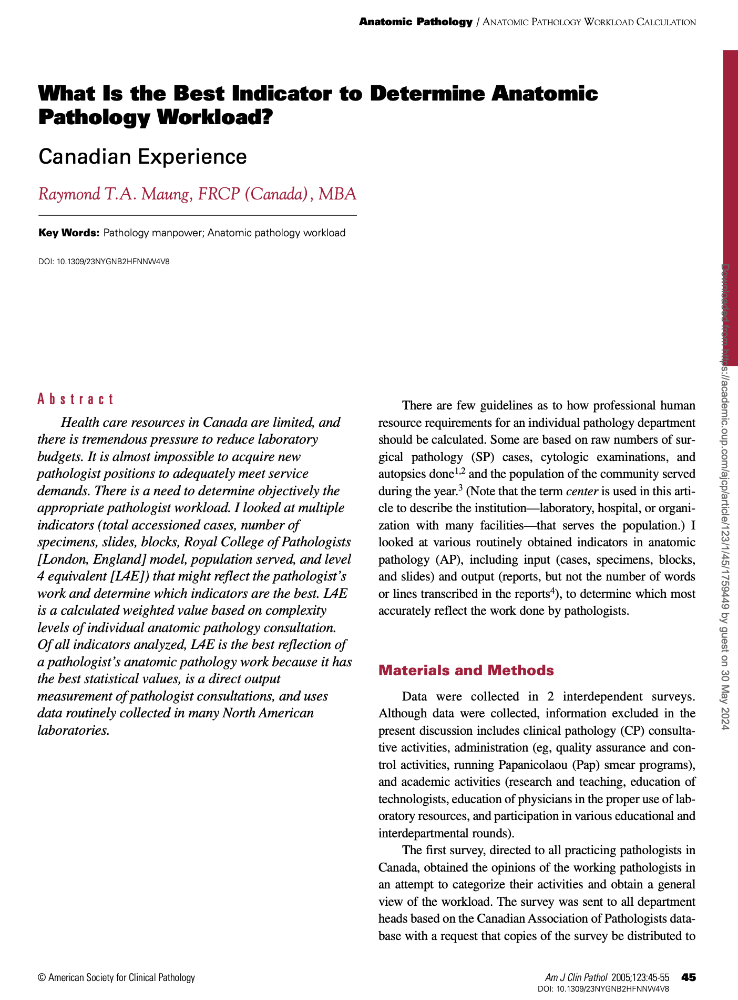 Anatomic Pathology / ANATOMIC PATHOLOGY WORKLOAD CALCULATION
What Is the Best Indicator to Determine Anatomic
Pathology Workload?
Canadian Experience
Raymond T.A. Maung, FRCP (Canada), MBA
Key Words: Pathology manpower; Anatomic pathology workload
DOI: 10.1309/23NYGNB2HFNNW4V8
Abstract
Health care resources in Canada are limited, and
there is tremendous pressure to reduce laboratory
budgets. It is almost impossible to acquire new
pathologist positions to adequately meet service
demands. There is a need to determine objectively the
appropriate pathologist workload. I looked at multiple
indicators (total accessioned cases, number of
specimens, slides, blocks, Royal College of Pathologists
[London, England] model, population served, and level
4 equivalent [L4E]) that might reflect the pathologist's
work and determine which indicators are the best. L4E
is a calculated weighted value based on complexity
levels of individual anatomic pathology consultation.
Of all indicators analyzed, L4E is the best reflection of
a pathologist's anatomic pathology work because it has
the best statistical values, is a direct output
measurement of pathologist consultations, and uses
data routinely collected in many North American
laboratories.
There are few guidelines as to how professional human
resource requirements for an individual pathology department
should be calculated. Some are based on raw numbers of sur-
gical pathology (SP) cases, cytologic examinations, and
autopsies done1,2 and the population of the community served
during the year.3 (Note that the term center is used in this arti-
cle to describe the institution—laboratory, hospital, or organi-
zation with many facilities—that serves the population.) I
looked at various routinely obtained indicators in anatomic
pathology (AP), including input (cases, specimens, blocks,
and slides) and output (reports, but not the number of words
or lines transcribed in the reports4), to determine which most
accurately reflect the work done by pathologists.
Materials and Methods
Data were collected in 2 interdependent surveys.
Although data were collected, information excluded in the
present discussion includes clinical pathology (CP) consulta-
tive activities, administration (eg, quality assurance and con-
trol activities, running Papanicolaou (Pap) smear programs),
and academic activities (research and teaching, education of
technologists, education of physicians in the proper use of lab-
oratory resources, and participation in various educational and
interdepartmental rounds).
The first survey, directed to all practicing pathologists in
Canada, obtained the opinions of the working pathologists in
an attempt to categorize their activities and obtain a general
view of the workload. The survey was sent to all department
heads based on the Canadian Association of Pathologists data-
base with a request that copies of the survey be distributed to
© American Society for Clinical Pathology
Am J Clin Pathol 2005;123:45-55 45
DOI: 10.1309/23NYGNB2HFNNW4V8
Downloaded from https://academic.oup.com/ajcp/article/123/1/45/1759449 by guest on 30 May 2024